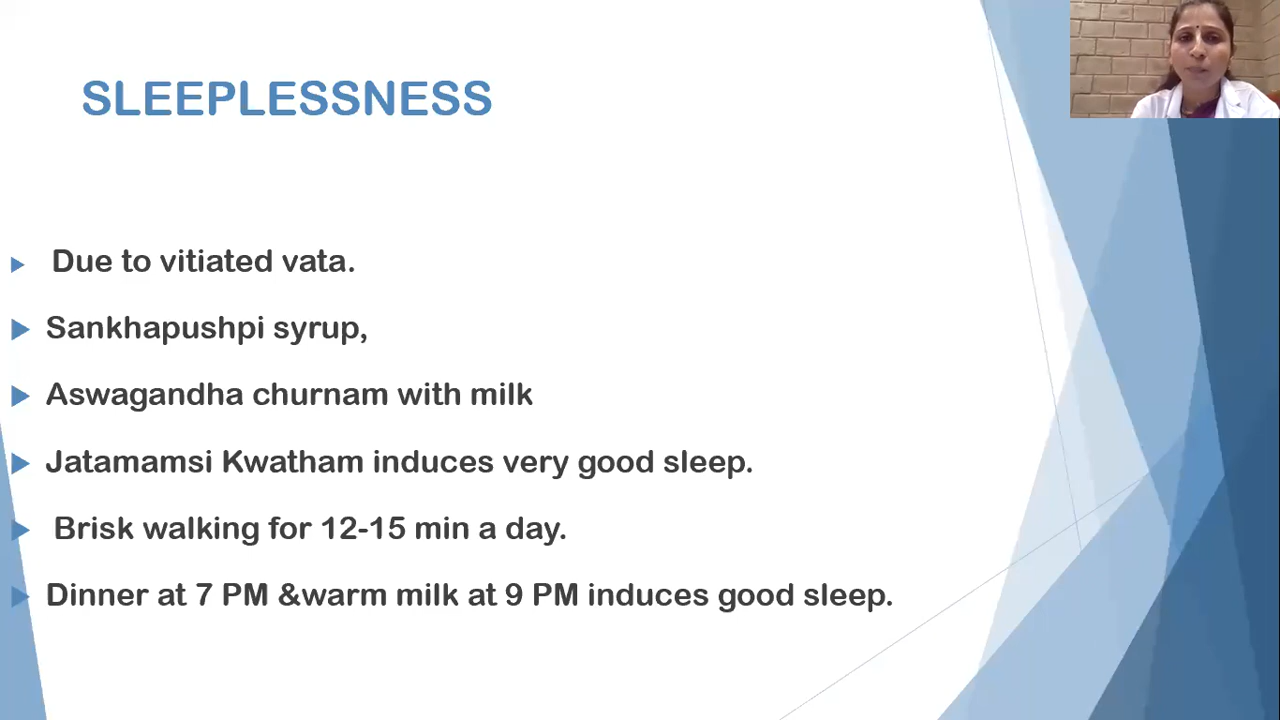 SLEEPLESSNESS
Due to vitiated vata.
Sankhapushpi syrup,
Aswagandha churnam with milk
Jatamamsi Kwatham induces very good sleep.
Brisk walking for 12-15 min a day.
Dinner at 7 PM &warm milk at 9 PM induces good sleep.